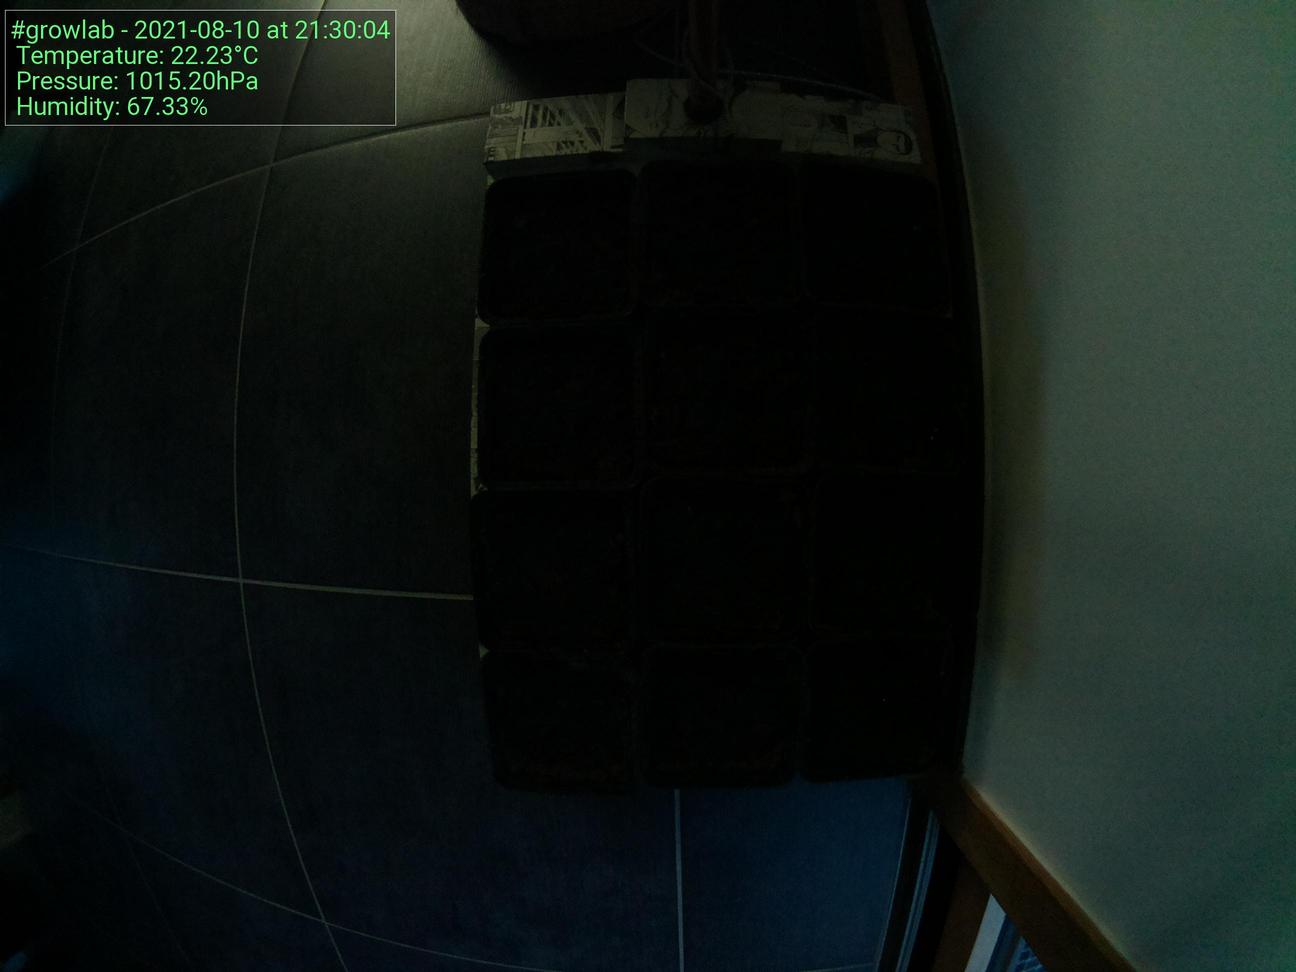 #growlab - 2021-08-10 at 21:30:04
Temperature: 22.23°C
Pressure: 1015.20hPa
Humidity: 67.33%